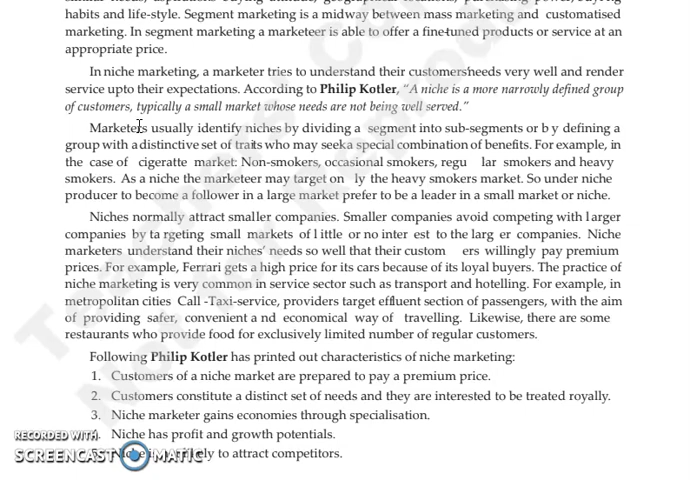 habits and life-style. Segment marketing is a midway between mass marketing and customatised
marketing. In segment marketing a marketeer is able to offer a fine-tuned products or service at an
appropriate price.
In niche marketing, a marketer tries to understand their customers'needs very well and render
service upto their expectations. According to Philip Kotler, “A niche is a more narrowly defined group
of customers, typically a small market whose needs are not being well served.”
Marketers usually identify niches by dividing a segment into sub-segments or b y defining a
group with a distinctive set of traits who may seek a special combination of benefits. For example, in
the case of cigeratte market: Non-smokers, occasional smokers, regu lar smokers and heavy
smokers. As a niche the marketeer may target on ly the heavy smokers market. So under niche
producer to become a follower in a large market prefer to be a leader in a small market or niche.
Niches normally attract smaller companies. Smaller companies avoid competing with l arger
companies by ta rgeting small markets of l ittle or no inter est to the larg er companies. Niche
marketers understand their niches’ needs so well that their custom ers willingly pay premium
prices. For example, Ferrari gets a high price for its cars because of its loyal buyers. The practice of
niche marketing is very common in service sector such as transport and hotelling. For example, in
metropolitan cities Call -Taxi-service, providers target effluent section of passengers, with the aim
of providing safer, convenient a nd economical way of travelling. Likewise, there are some
restaurants who provide food for exclusively limited number of regular customers.
Following Philip Kotler has printed out characteristics of niche marketing:
1. Customers of a niche market are prepared to pay a premium price.
2. Customers constitute a distinct set of needs and they are interested to be treated royally.
3. Niche marketer gains economies through specialisation.
4. Niche has profit and growth potentials.
to attract competitors.
RECORDED WITH
SCREENCAST MATIC